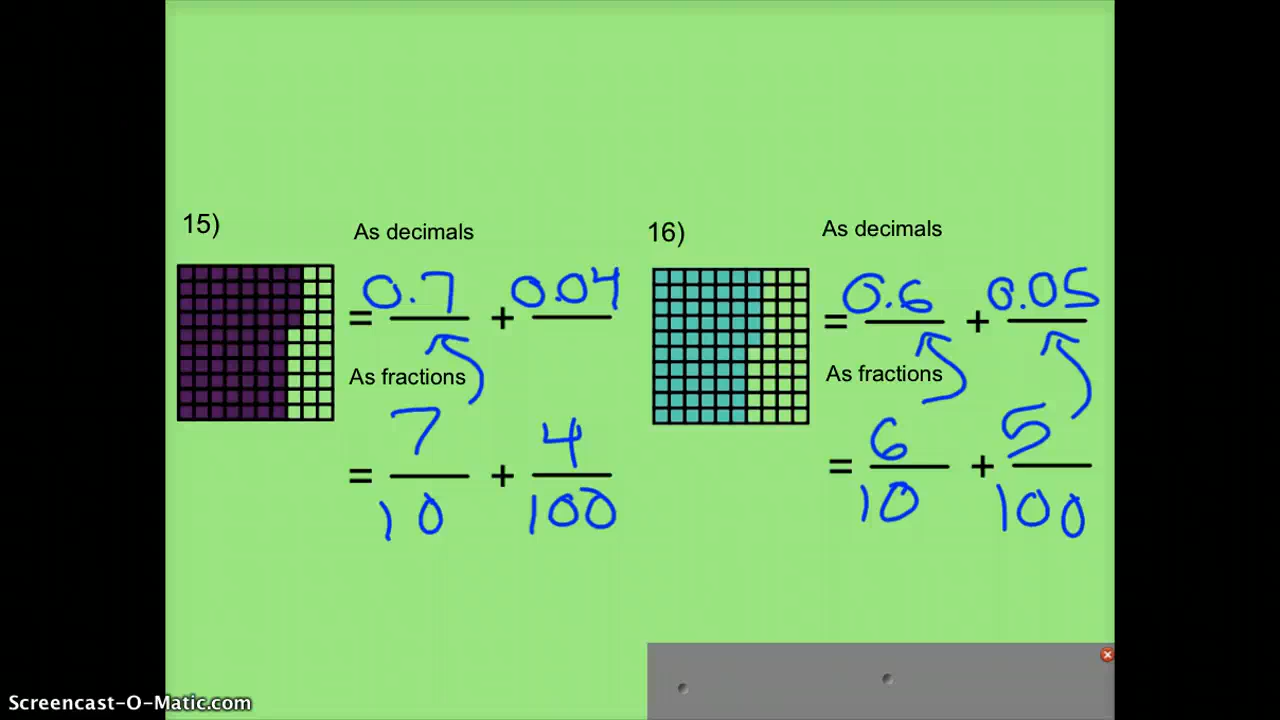 15)
As decimals
= 0.7 + 0.04
As fractions
= 7/10 + 4/100
16)
As decimals
= 0.6 + 0.05
As fractions
= 6/10 + 5/100
Screencast-O-Matic.com